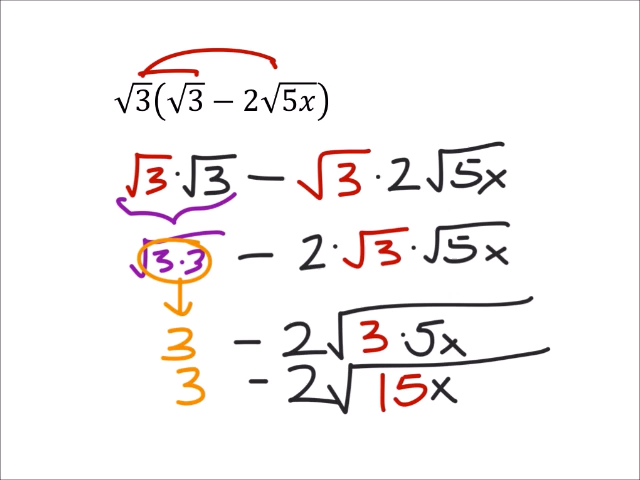 √3(√3 − 2√5x)
√3 · √3 − √3 · 2√5x
√3·3 − 2 · √3 · √5x
3 − 2√3·5x
3 − 2√15x